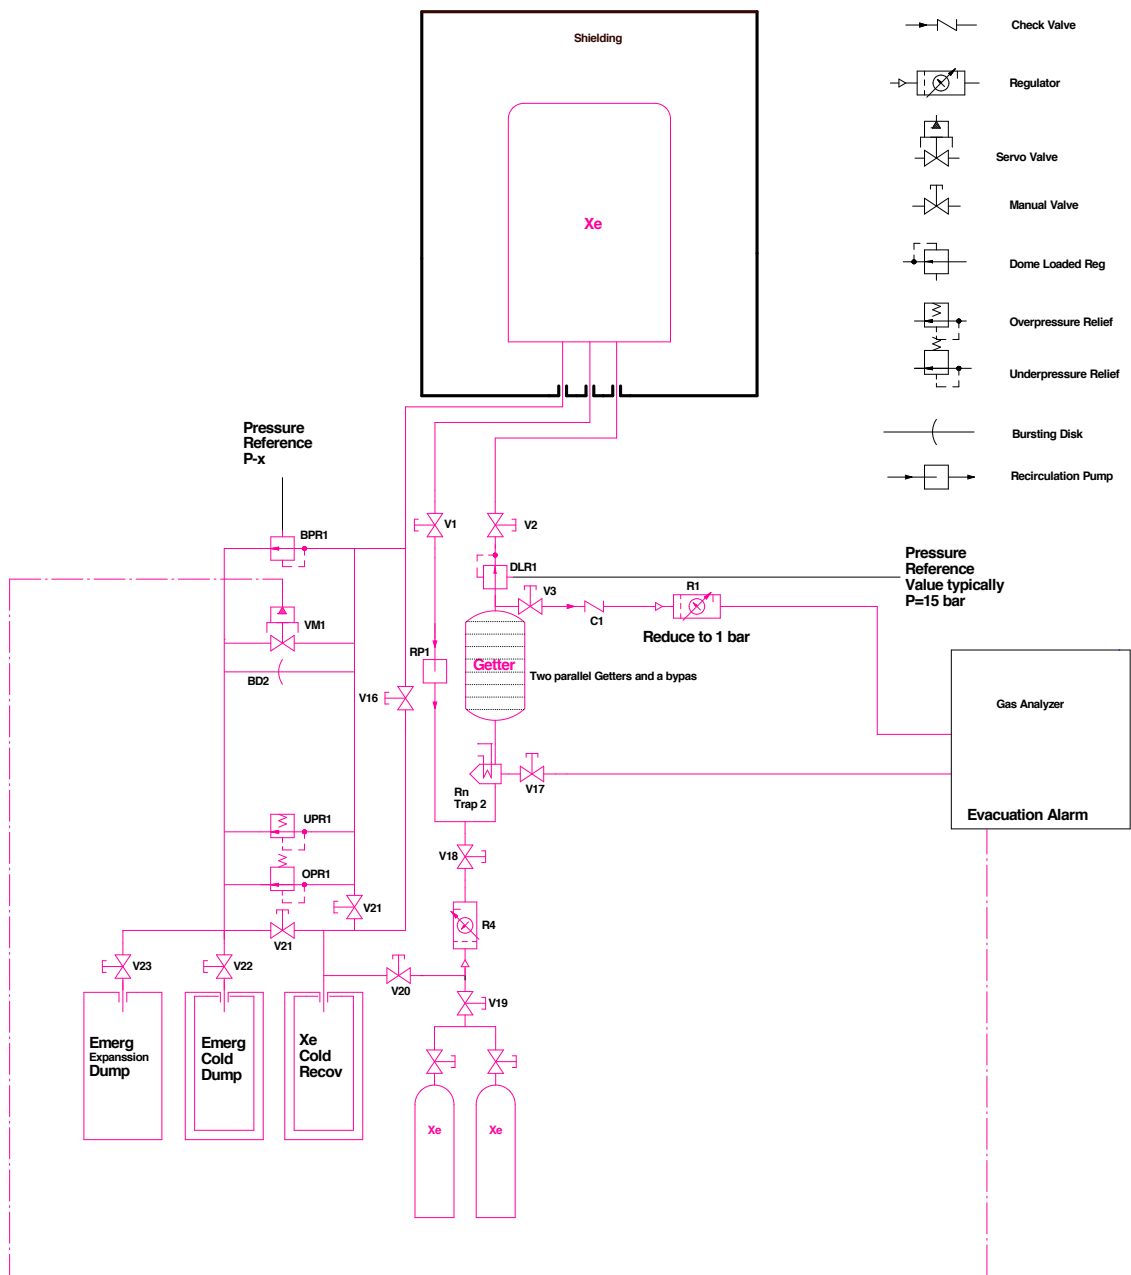 Shielding
Xe
Check Valve
Regulator
Servo Valve
Manual Valve
Dome Loaded Reg
Overpressure Relief
Underpressure Relief
Bursting Disk
Recirculation Pump
Pressure
Reference
P-x
BPR1
V1
V2
DLR1
Pressure
Reference
Value typically
P=15 bar
V3
R1
C1
Reduce to 1 bar
VM1
BD2
RP1
Getter
Two parallel Getters and a bypas
V16
Gas Analyzer
Rn
Trap 2
V17
Evacuation Alarm
UPR1
OPR1
V18
V21
V21
R4
V23
V22
V20
V19
Emerg
Expanssion
Dump
Emerg
Cold
Dump
Xe
Cold
Recov
Xe
Xe